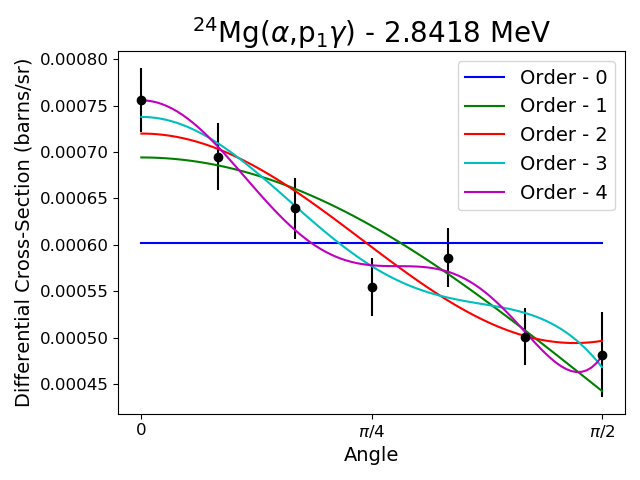 ²⁴Mg(α,p₁γ) - 2.8418 MeV
Differential Cross-Section (barns/sr)
0.00080
0.00075
0.00070
0.00065
0.00060
0.00055
0.00050
0.00045
Order - 0
Order - 1
Order - 2
Order - 3
Order - 4
0 π/4 π/2
Angle